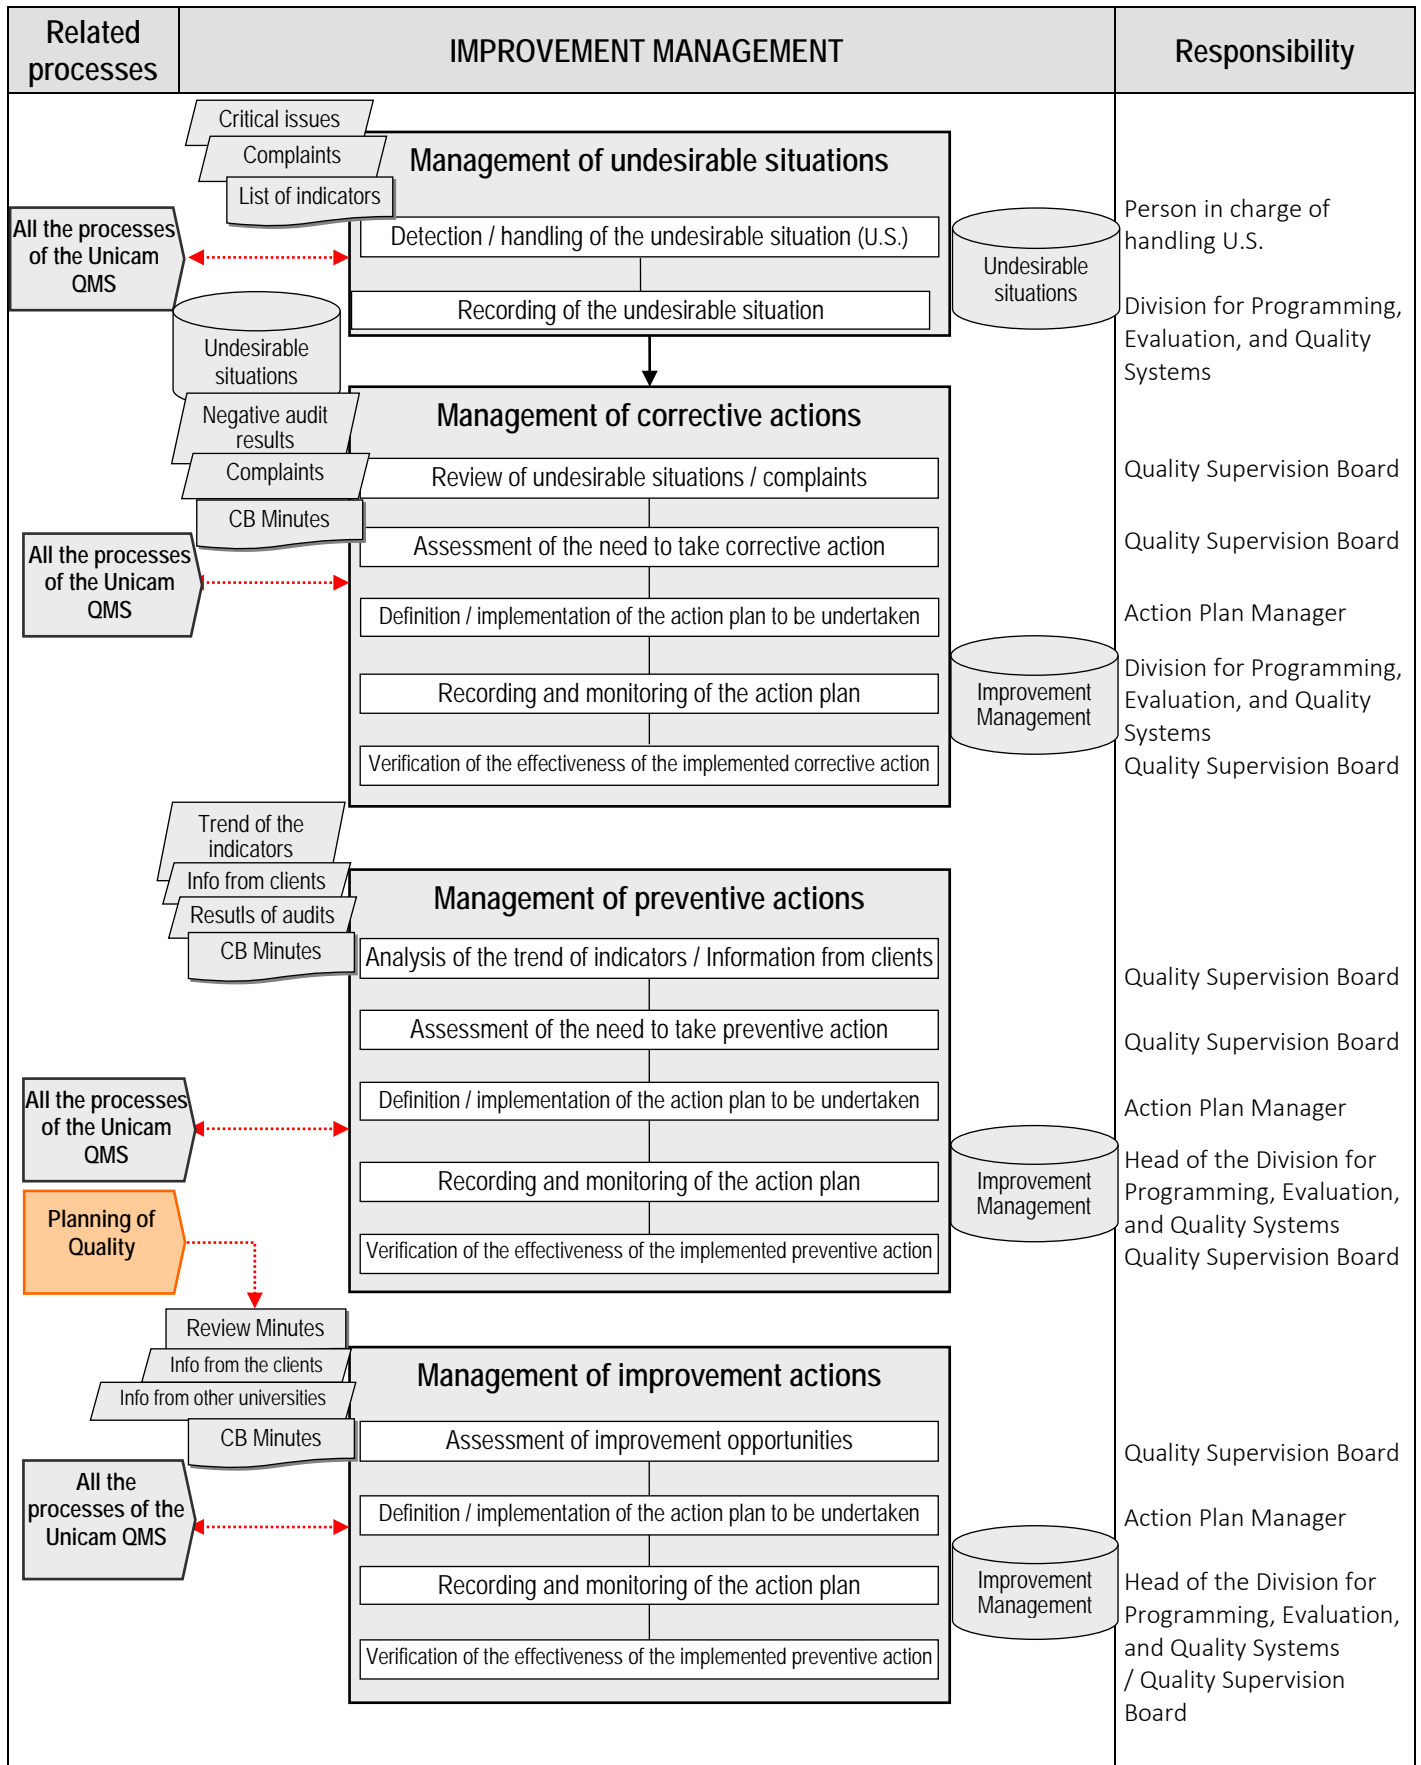 Related
processes
IMPROVEMENT MANAGEMENT
Responsibility
Critical issues
Complaints
List of indicators
Management of undesirable situations
All the processes
of the Unicam
QMS
Detection / handling of the undesirable situation (U.S.)
Recording of the undesirable situation
Undesirable
situations
Person in charge of
handling U.S.
Division for Programming,
Evaluation, and Quality
Systems
Undesirable
situations
Negative audit
results
Complaints
CB Minutes
Management of corrective actions
Review of undesirable situations / complaints
Quality Supervision Board
All the processes
of the Unicam
QMS
Assessment of the need to take corrective action
Quality Supervision Board
Definition / implementation of the action plan to be undertaken
Action Plan Manager
Recording and monitoring of the action plan
Improvement
Management
Division for Programming,
Evaluation, and Quality
Systems
Verification of the effectiveness of the implemented corrective action
Quality Supervision Board
Trend of the
indicators
Info from clients
Resutls of audits
CB Minutes
Management of preventive actions
Analysis of the trend of indicators / Information from clients
Quality Supervision Board
Assessment of the need to take preventive action
Quality Supervision Board
All the processes
of the Unicam
QMS
Definition / implementation of the action plan to be undertaken
Action Plan Manager
Recording and monitoring of the action plan
Improvement
Management
Head of the Division for
Programming, Evaluation,
and Quality Systems
Planning of
Quality
Verification of the effectiveness of the implemented preventive action
Quality Supervision Board
Review Minutes
Info from the clients
Info from other universities
CB Minutes
Management of improvement actions
Assessment of improvement opportunities
Quality Supervision Board
All the
processes of the
Unicam QMS
Definition / implementation of the action plan to be undertaken
Action Plan Manager
Recording and monitoring of the action plan
Improvement
Management
Verification of the effectiveness of the implemented preventive action
Head of the Division for
Programming, Evaluation,
and Quality Systems
/ Quality Supervision
Board